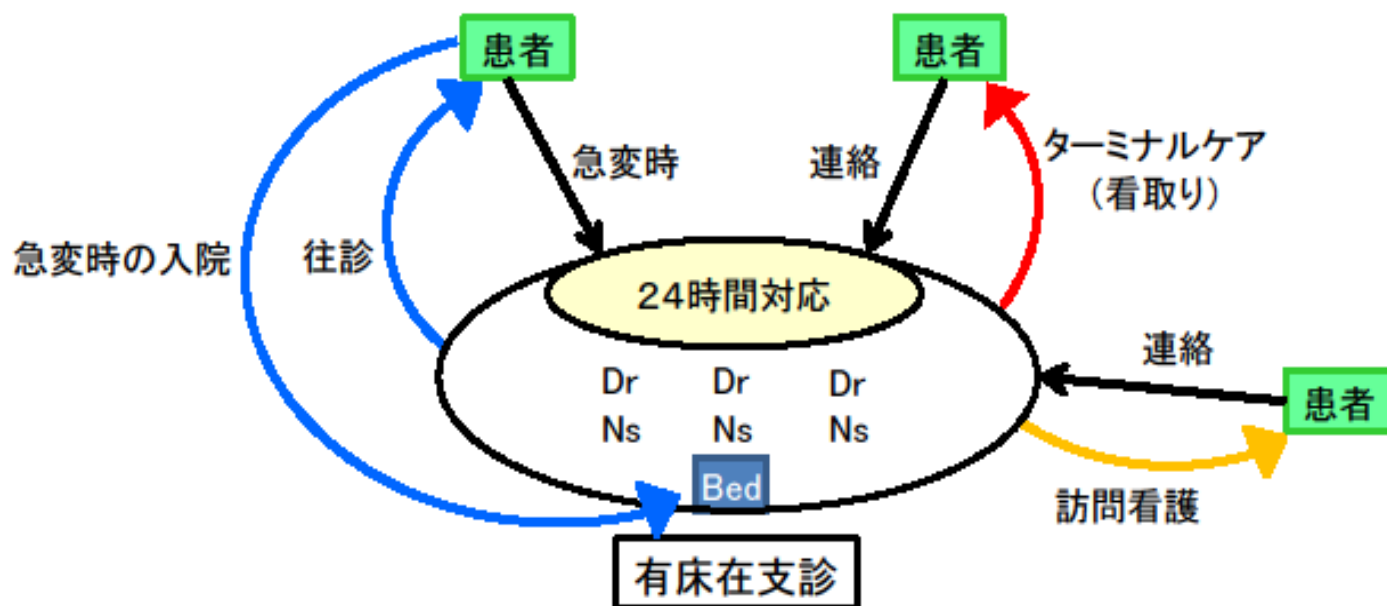 患者
患者
急変時
連絡
ターミナルケア
(看取り)
急変時の入院
往診
24時間対応
連絡
患者
Dr Dr Dr
Ns Ns Ns
Bed
訪問看護
有床在支診